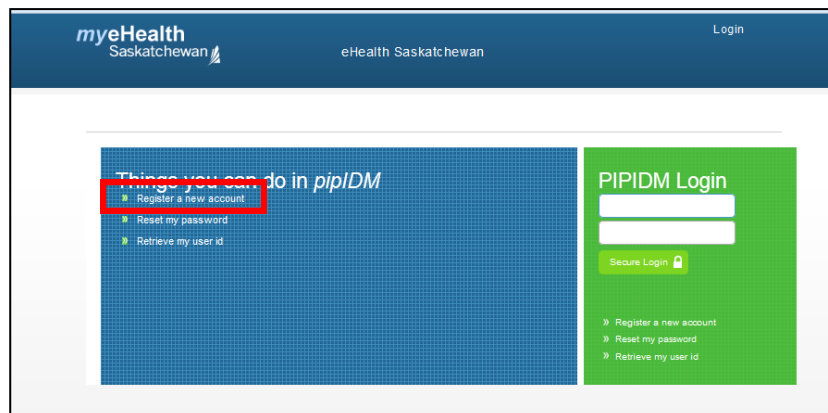 myeHealth
Saskatchewan
eHealth Saskatchewan
Login
Things you can do in pipIDM
» Register a new account
» Reset my password
» Retrieve my user id
PIPIDM Login
Secure Login
» Register a new account
» Reset my password
» Retrieve my user id